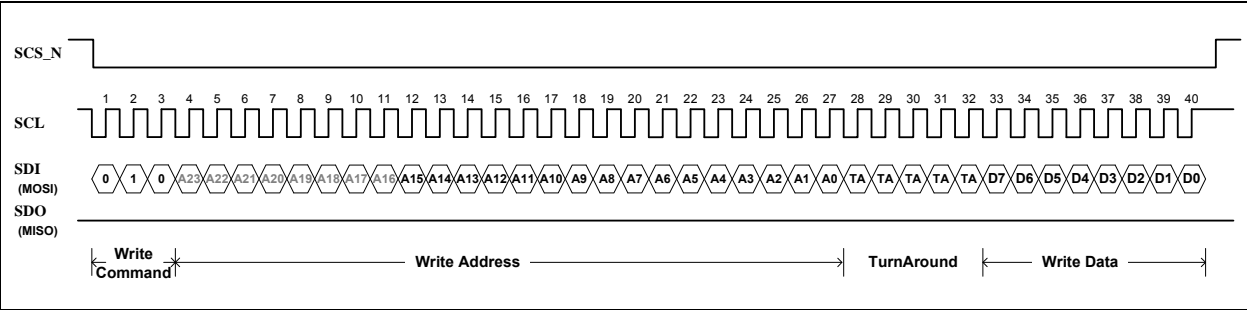 SCS_N
1 2 3 4 5 6 7 8 9 10 11 12 13 14 15 16 17 18 19 20 21 22 23 24 25 26 27 28 29 30 31 32 33 34 35 36 37 38 39 40
SCL
SDI
(MOSI)
0 1 0 A23 A22 A21 A20 A19 A18 A17 A16 A15 A14 A13 A12 A11 A10 A9 A8 A7 A6 A5 A4 A3 A2 A1 A0 TA TA TA TA TA D7 D6 D5 D4 D3 D2 D1 D0
SDO
(MISO)
Write
Command
Write Address
TurnAround
Write Data